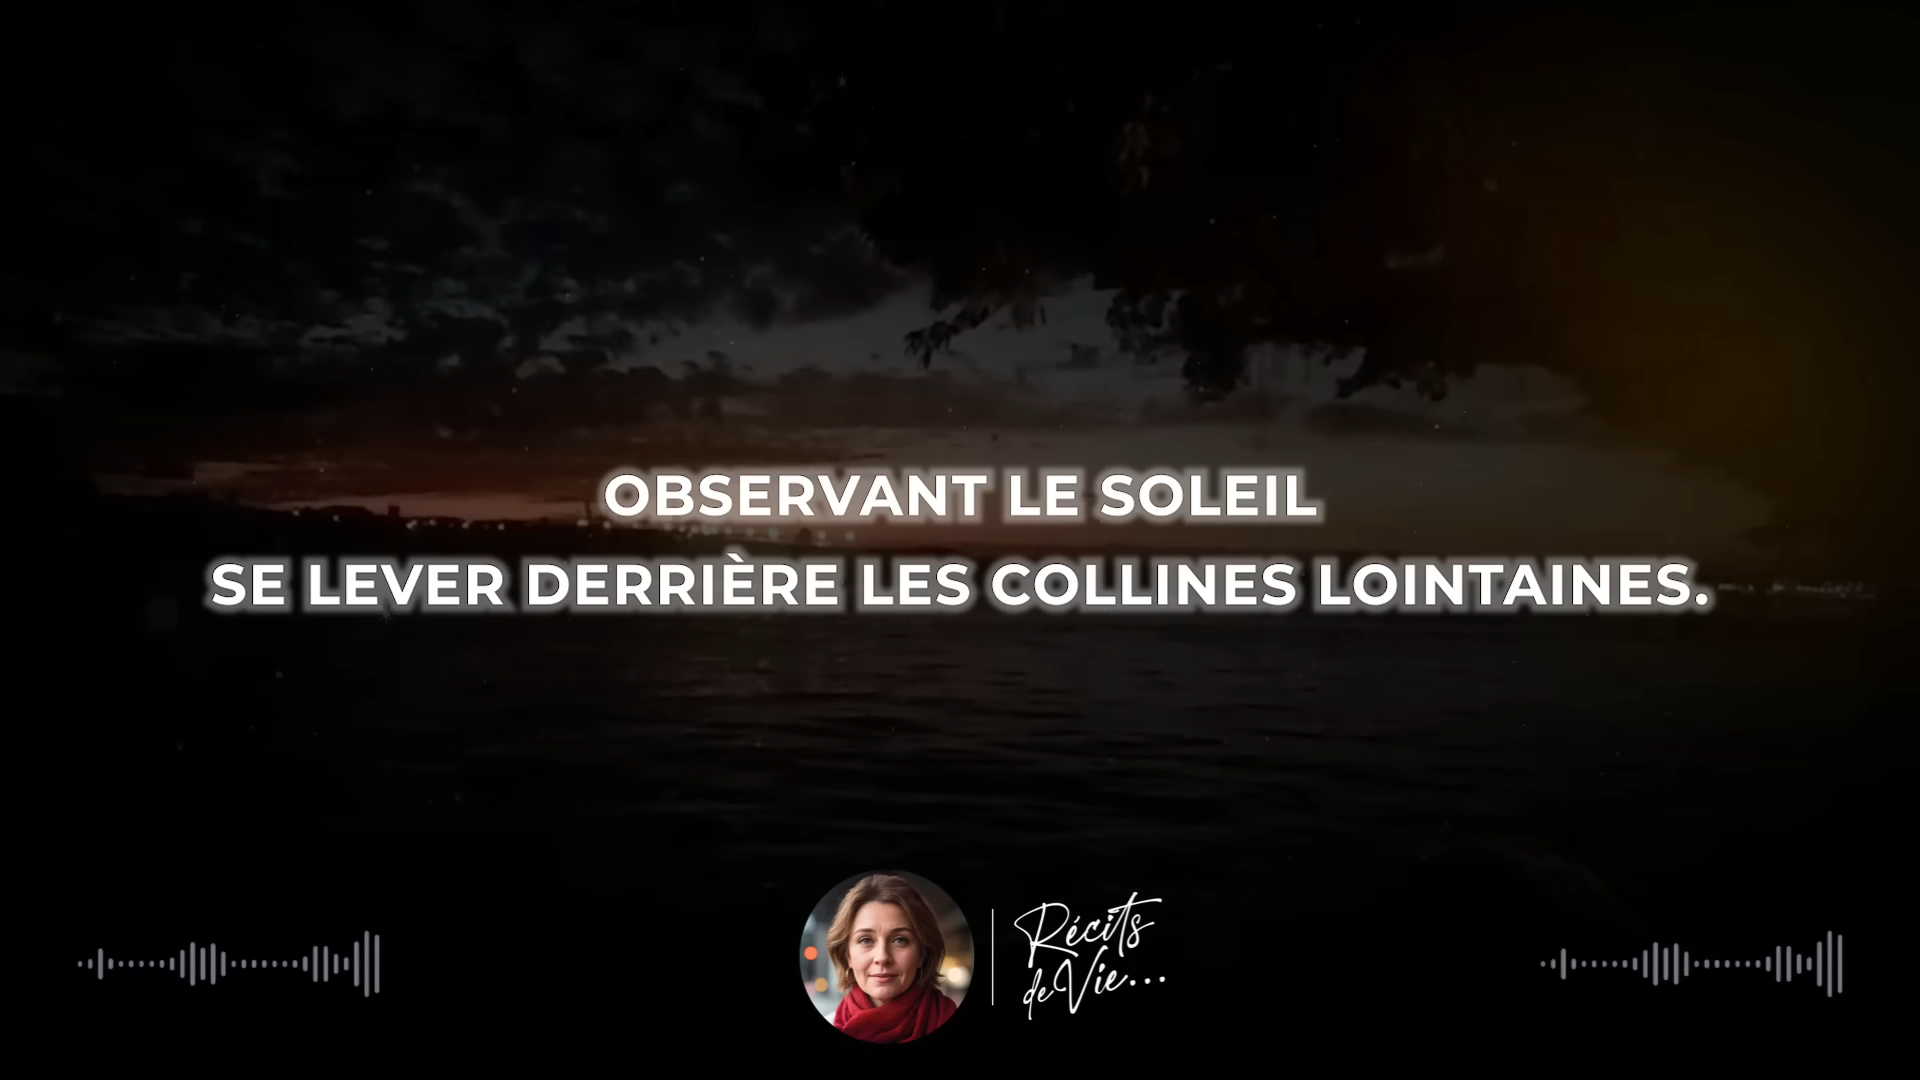 OBSERVANT LE SOLEIL
SE LEVER DERRIÈRE LES COLLINES LOINTAINES.
Récits
de Vie...